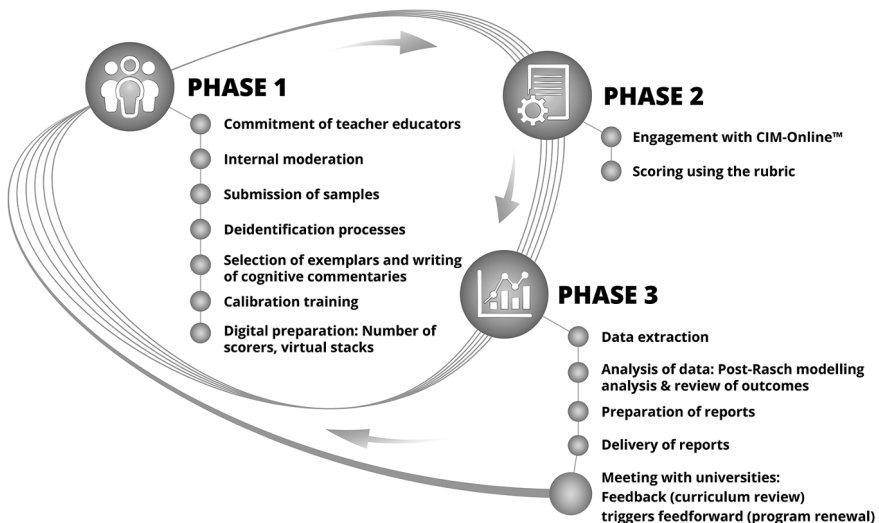 PHASE 1
Commitment of teacher educators
Internal moderation
Submission of samples
Deidentification processes
Selection of exemplars and writing
of cognitive commentaries
Calibration training
Digital preparation: Number of
scorers, virtual stacks
PHASE 2
Engagement with CIM-Online™
Scoring using the rubric
PHASE 3
Data extraction
Analysis of data: Post-Rasch modelling
analysis & review of outcomes
Preparation of reports
Delivery of reports
Meeting with universities:
Feedback (curriculum review)
triggers feedforward (program renewal)